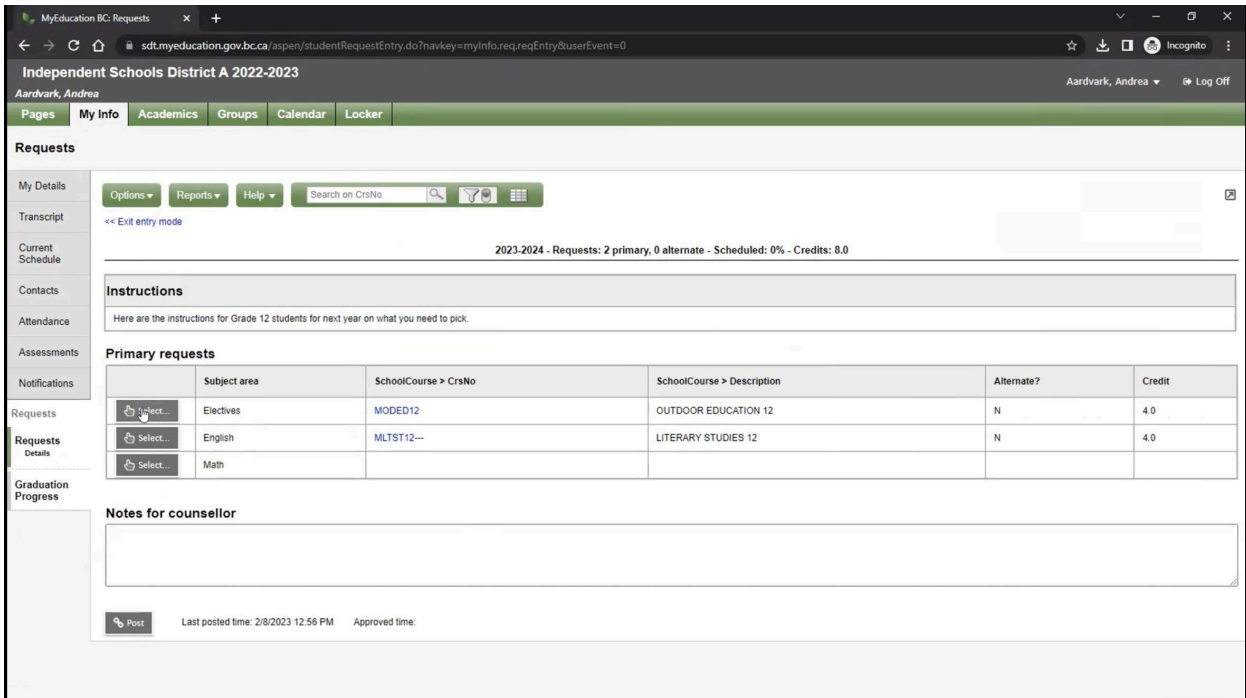 MyEducation BC: Requests
sdt.myeducation.gov.bc.ca/aspen/studentRequestEntry.do?navkey=myInfo.req.reqEntry&userEvent=0
Incognito
Independent Schools District A 2022-2023
Aardvark, Andrea
Aardvark, Andrea
Log Off
Pages My Info Academics Groups Calendar Locker
Requests
My Details
Transcript
Current
Schedule
Contacts
Attendance
Assessments
Notifications
Requests
Requests
Details
Graduation
Progress
Options Reports Help Search on CrsNo
<< Exit entry mode
2023-2024 - Requests: 2 primary, 0 alternate - Scheduled: 0% - Credits: 8.0
Instructions
Here are the instructions for Grade 12 students for next year on what you need to pick.
Primary requests
Subject area SchoolCourse > CrsNo SchoolCourse > Description Alternate? Credit
Select... Electives MODED12 OUTDOOR EDUCATION 12 N 4.0
Select... English MLTST12--- LITERARY STUDIES 12 N 4.0
Select... Math
Notes for counsellor
Post Last posted time: 2/8/2023 12:56 PM Approved time: